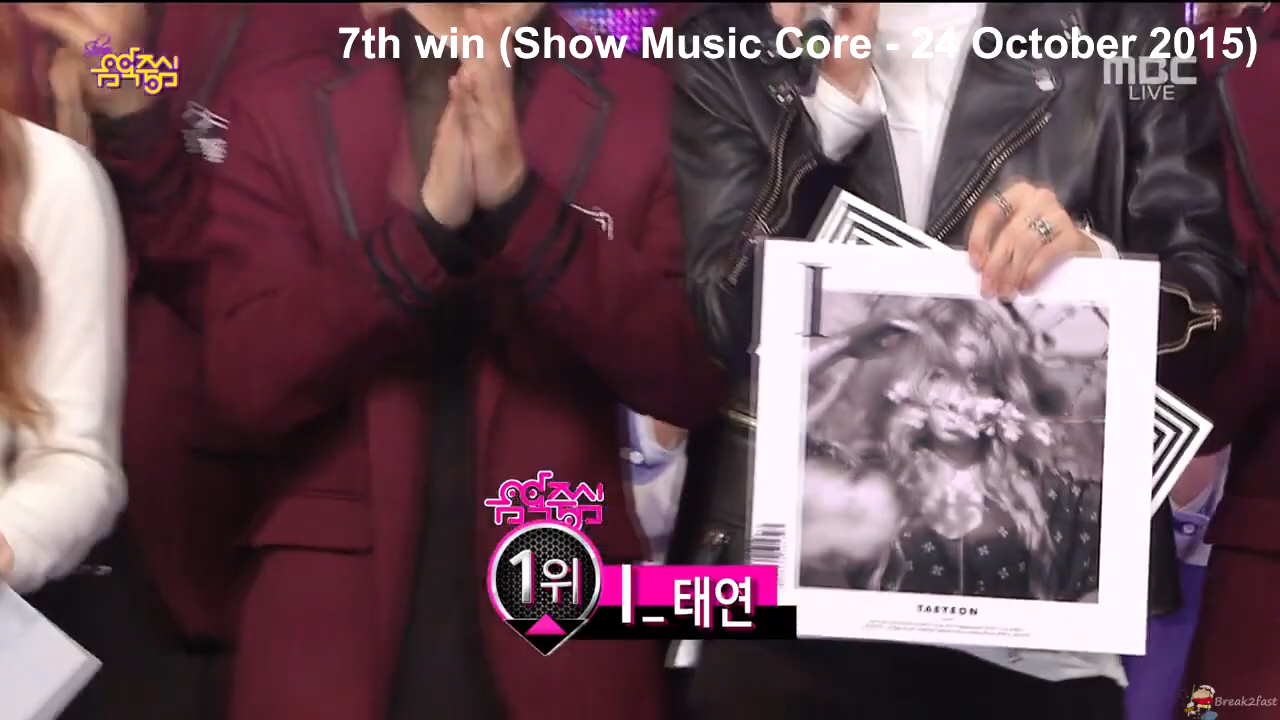 7th win (Show Music Core - 24 October 2015)
음악중심
MBC
LIVE
I
음악중심
1위
I_태연
TAEYEON
Break2fast